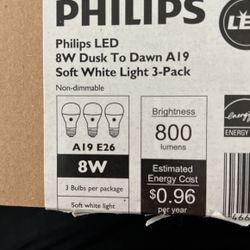 PHILIPS
Philips LED
8W Dusk To Dawn A19
Soft White Light 3-Pack
Non-dimmable
A19 E26
8W
3 Bulbs per package
Soft white light
Brightness
800
lumens
Estimated
Energy Cost
$0.96
per year
ENERGY